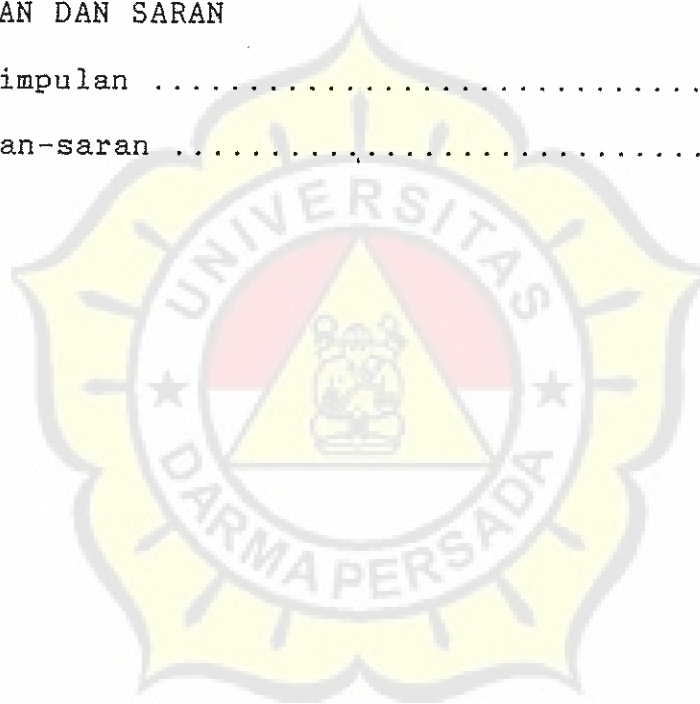 AN DAN SARAN
impulan ..............................
an-saran .............................
UNIVERSITAS
DARMA PERSADA